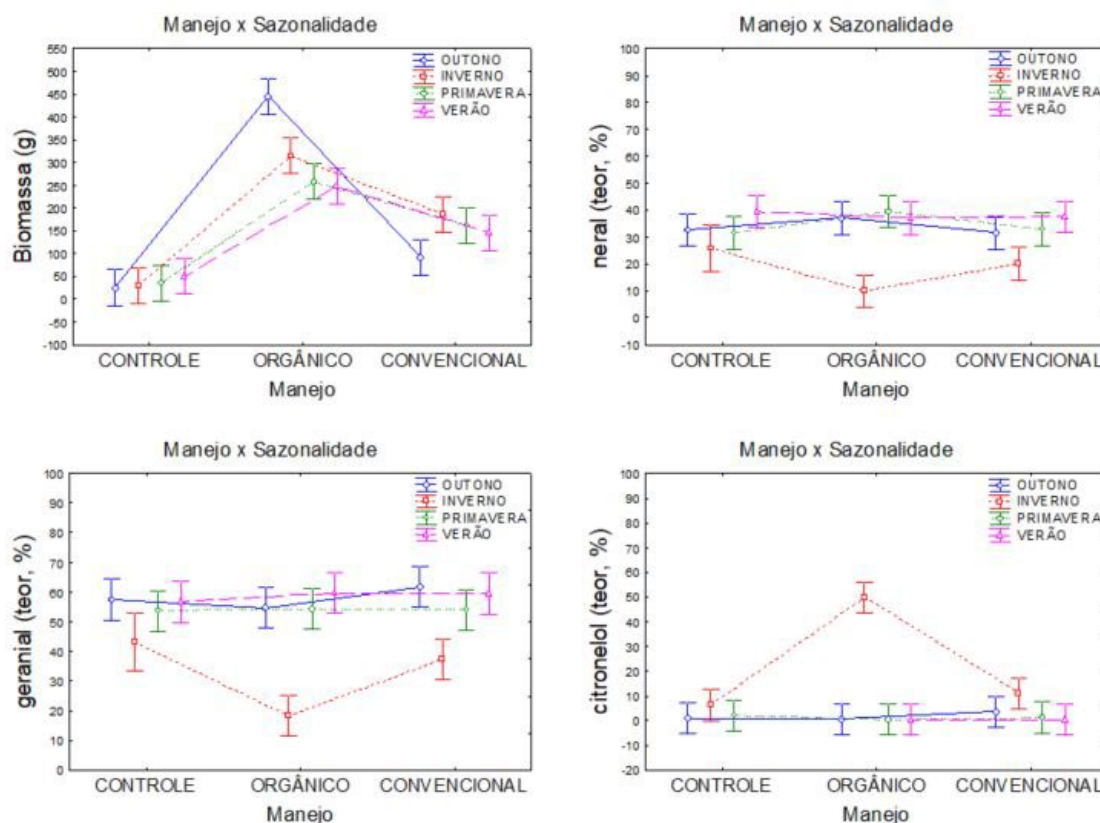 Manejo x Sazonalidade
550
500
450
400
350
300
250
200
150
100
50
0
-50
-100
Biomassa (g)
OUTONO
INVERNO
PRIMAVERA
VERÃO
CONTROLE ORGÂNICO CONVENCIONAL
Manejo
Manejo x Sazonalidade
100
90
80
70
60
50
40
30
20
10
0
-10
neral (teor, %)
OUTONO
INVERNO
PRIMAVERA
VERÃO
CONTROLE ORGÂNICO CONVENCIONAL
Manejo
Manejo x Sazonalidade
100
90
80
70
60
50
40
30
20
10
0
geranial (teor, %)
OUTONO
INVERNO
PRIMAVERA
VERÃO
CONTROLE ORGÂNICO CONVENCIONAL
Manejo
Manejo x Sazonalidade
100
90
80
70
60
50
40
30
20
10
0
-10
-20
citronelol (teor, %)
OUTONO
INVERNO
PRIMAVERA
VERÃO
CONTROLE ORGÂNICO CONVENCIONAL
Manejo